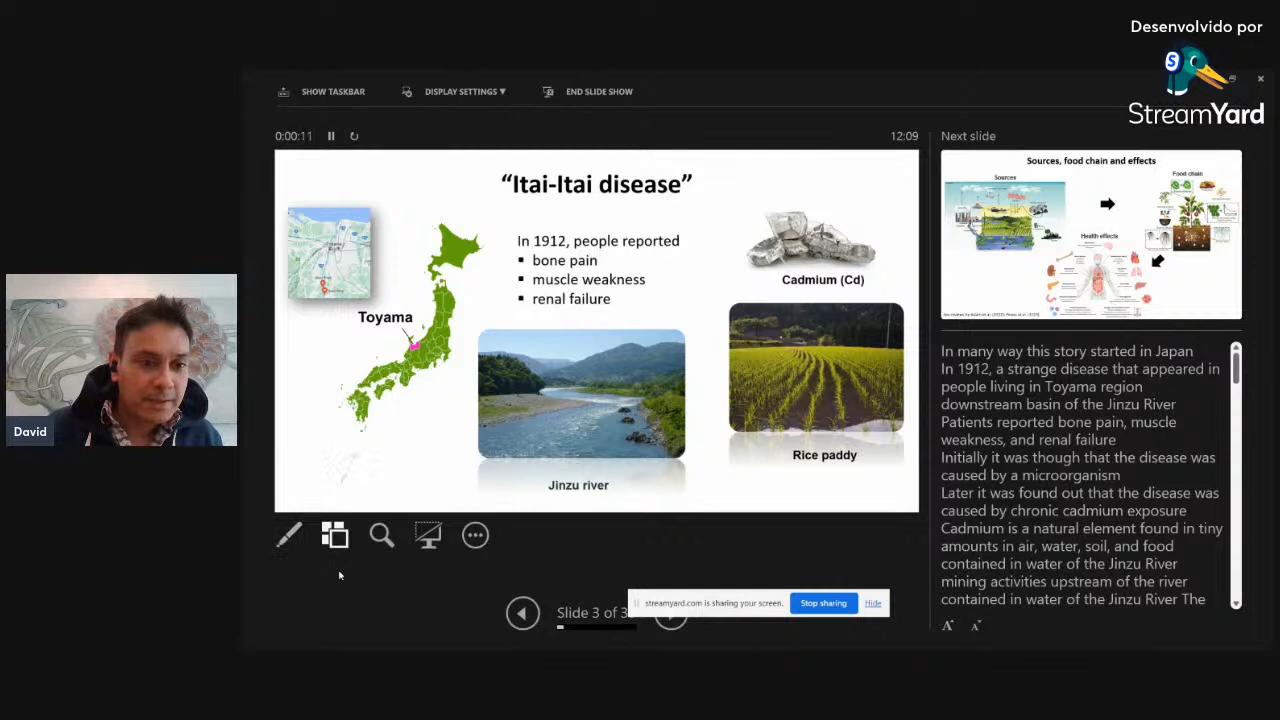 Desenvolvido por
StreamYard
SHOW TASKBAR
DISPLAY SETTINGS ▼
END SLIDE SHOW
0:00:11
12:09
Next slide
“Itai-Itai disease”
In 1912, people reported
▪ bone pain
▪ muscle weakness
▪ renal failure
Toyama
Cadmium (Cd)
Jinzu river
Rice paddy
Sources, food chain and effects
Sources
Food chain
Health effects
In many way this story started in Japan
In 1912, a strange disease that appeared in
people living in Toyama region
downstream basin of the Jinzu River
Patients reported bone pain, muscle
weakness, and renal failure
Initially it was though that the disease was
caused by a microorganism
Later it was found out that the disease was
caused by chronic cadmium exposure
Cadmium is a natural element found in tiny
amounts in air, water, soil, and food
contained in water of the Jinzu River
mining activities upstream of the river
contained in water of the Jinzu River The
David
Slide 3 of 3
streamyard.com is sharing your screen.
Stop sharing
Hide
A A